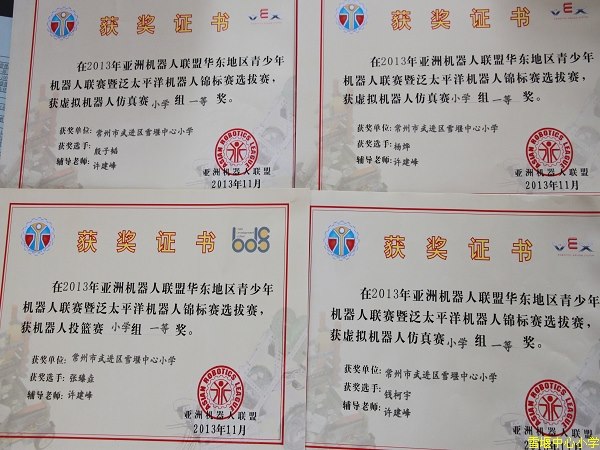 获奖证书
VEX
在2013年亚洲机器人联盟华东地区青少年
机器人联赛暨泛太平洋机器人锦标赛选拔赛,
获虚拟机器人仿真赛小学组一等奖。
获奖单位:常州市武进区雪堰中心小学
获奖选手:殷子韬
辅导老师:许建峰
ASIAN ROBOTICS LEAGUE
亚洲机器人联盟
2013年11月
获奖证书
VEX
在2013年亚洲机器人联盟华东地区青少年
机器人联赛暨泛太平洋机器人锦标赛选拔赛,
获虚拟机器人仿真赛小学组一等奖。
获奖单位:常州市武进区雪堰中心小学
获奖选手:杨烨
辅导老师:许建峰
ASIAN ROBOTICS LEAGUE
亚洲机器人联盟
2013年11月
获奖证书
在2013年亚洲机器人联盟华东地区青少年
机器人联赛暨泛太平洋机器人锦标赛选拔赛,
获机器人投篮赛小学组一等奖。
获奖单位:常州市武进区雪堰中心小学
获奖选手:张臻焱
辅导老师:许建峰
ASIAN ROBOTICS LEAGUE
亚洲机器人联盟
2013年11月
获奖证书
VEX
在2013年亚洲机器人联盟华东地区青少年
机器人联赛暨泛太平洋机器人锦标赛选拔赛,
获虚拟机器人仿真赛小学组一等奖。
获奖单位:常州市武进区雪堰中心小学
获奖选手:钱柯宇
辅导老师:许建峰
ASIAN ROBOTICS LEAGUE
亚洲机器人联盟
雪堰中心小学